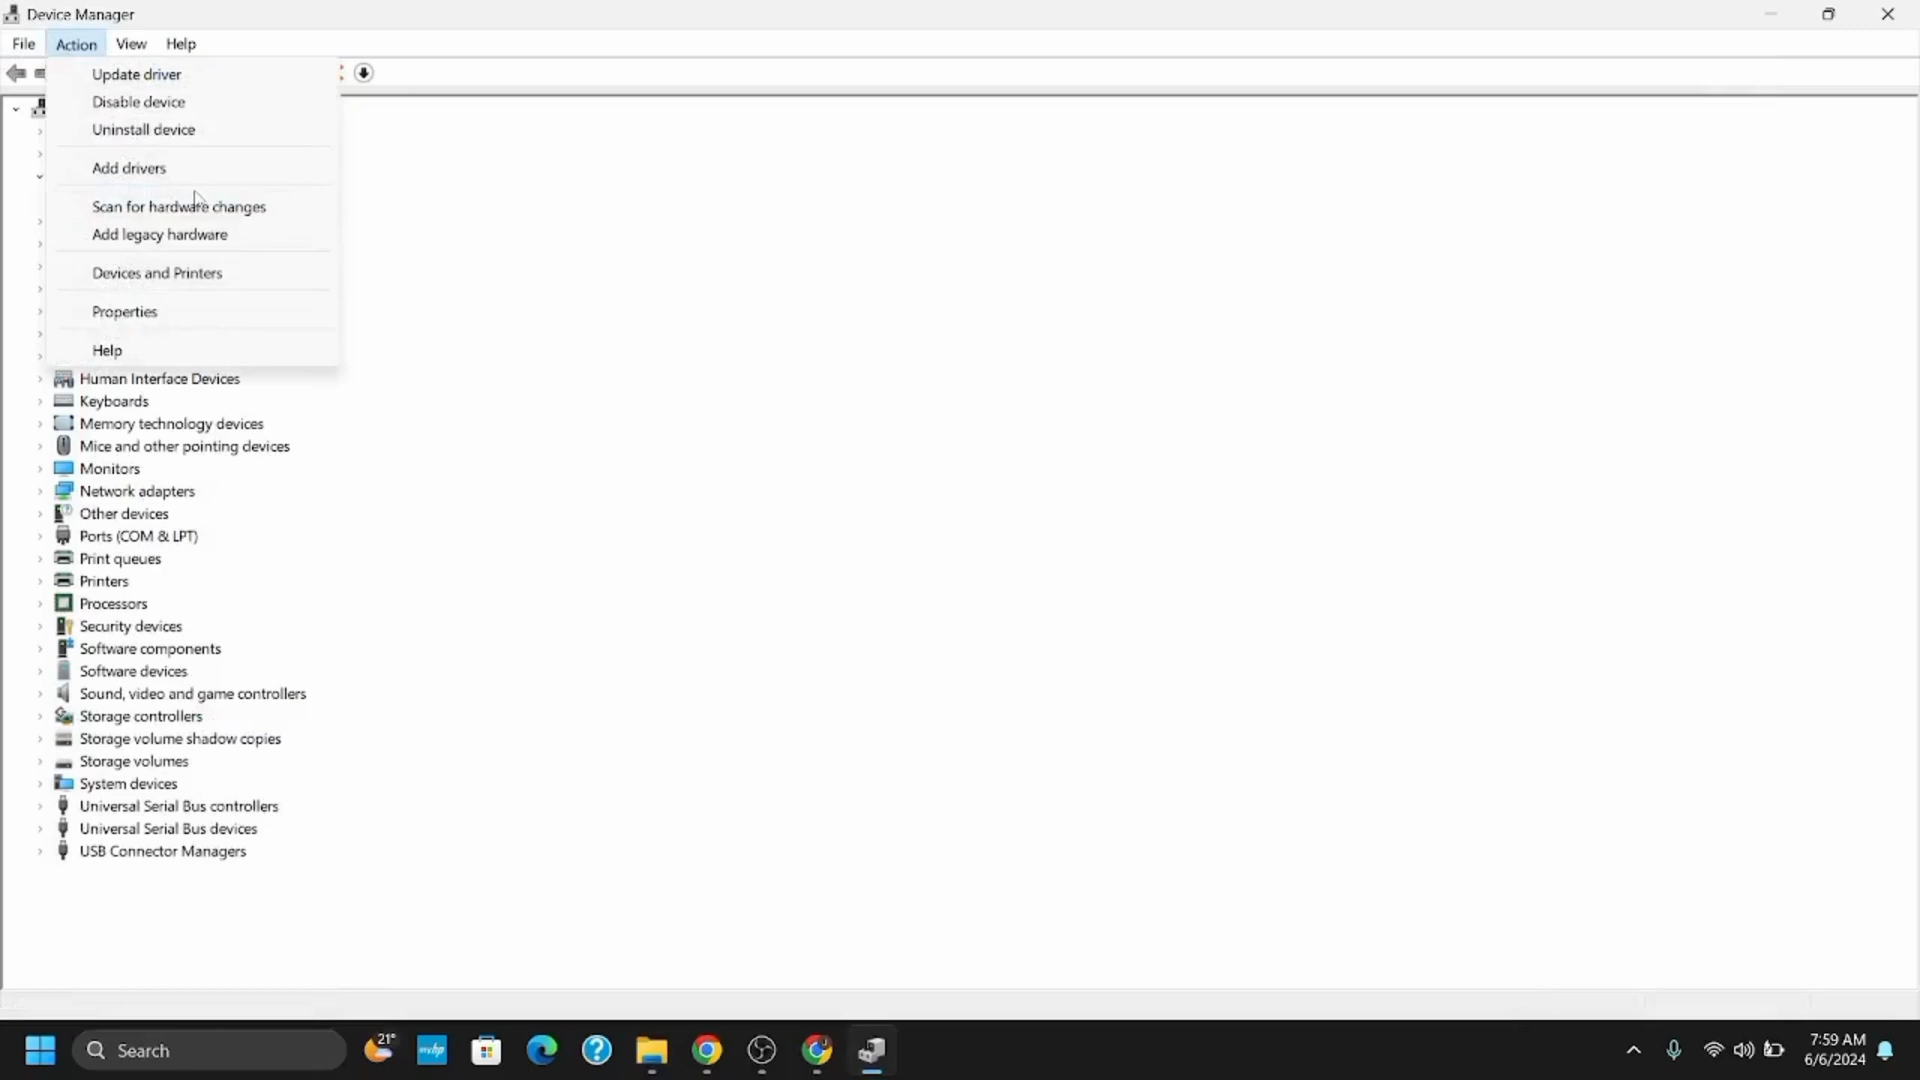 Device Manager
File Action View Help
Update driver
Disable device
Uninstall device
Add drivers
Scan for hardware changes
Add legacy hardware
Devices and Printers
Properties
Help
Human Interface Devices
Keyboards
Memory technology devices
Mice and other pointing devices
Monitors
Network adapters
Other devices
Ports (COM & LPT)
Print queues
Printers
Processors
Security devices
Software components
Software devices
Sound, video and game controllers
Storage controllers
Storage volume shadow copies
Storage volumes
System devices
Universal Serial Bus controllers
Universal Serial Bus devices
USB Connector Managers
Search 21° myhp 7:59 AM
6/6/2024